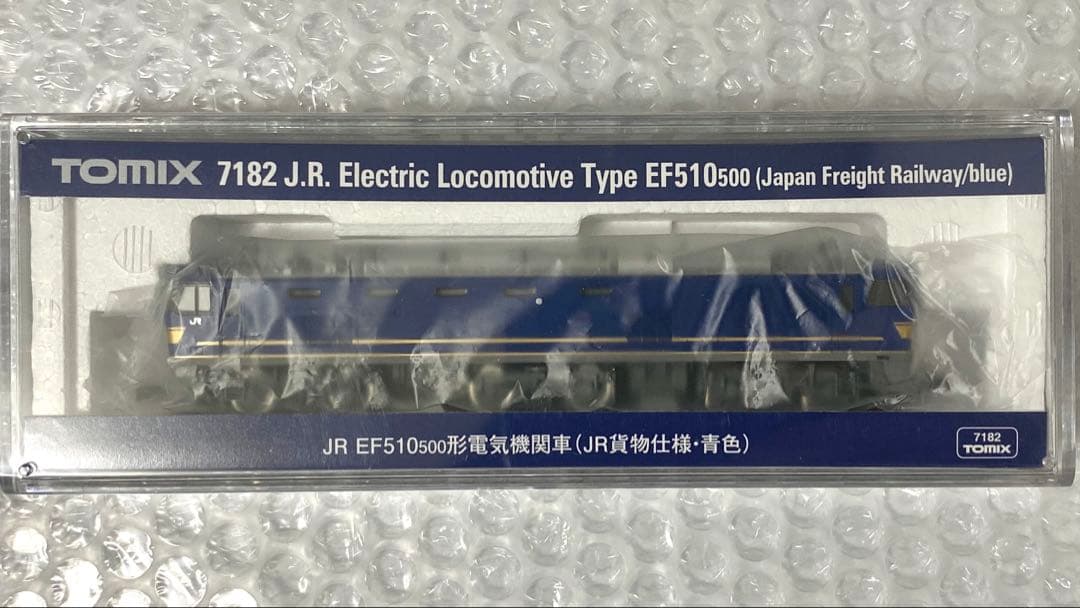 TOMIX 7182 J.R. Electric Locomotive Type EF510500 (Japan Freight Railway/blue)
JR
JR EF510500形電気機関車(JR貨物仕様・青色)
7182
TOMIX